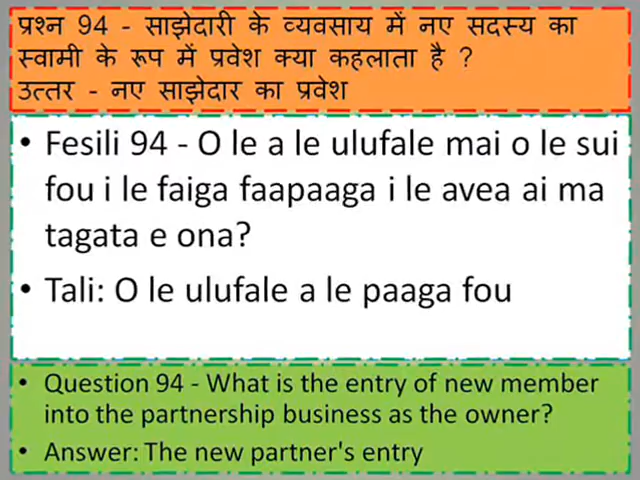 प्रश्न 94 - साझेदारी के व्यवसाय में नए सदस्य का
स्वामी के रूप में प्रवेश क्या कहलाता है ?
उत्तर - नए साझेदार का प्रवेश
• Fesili 94 - O le a le ulufale mai o le sui
fou i le faiga faapaaga i le avea ai ma
tagata e ona?
• Tali: O le ulufale a le paaga fou
• Question 94 - What is the entry of new member
into the partnership business as the owner?
• Answer: The new partner's entry